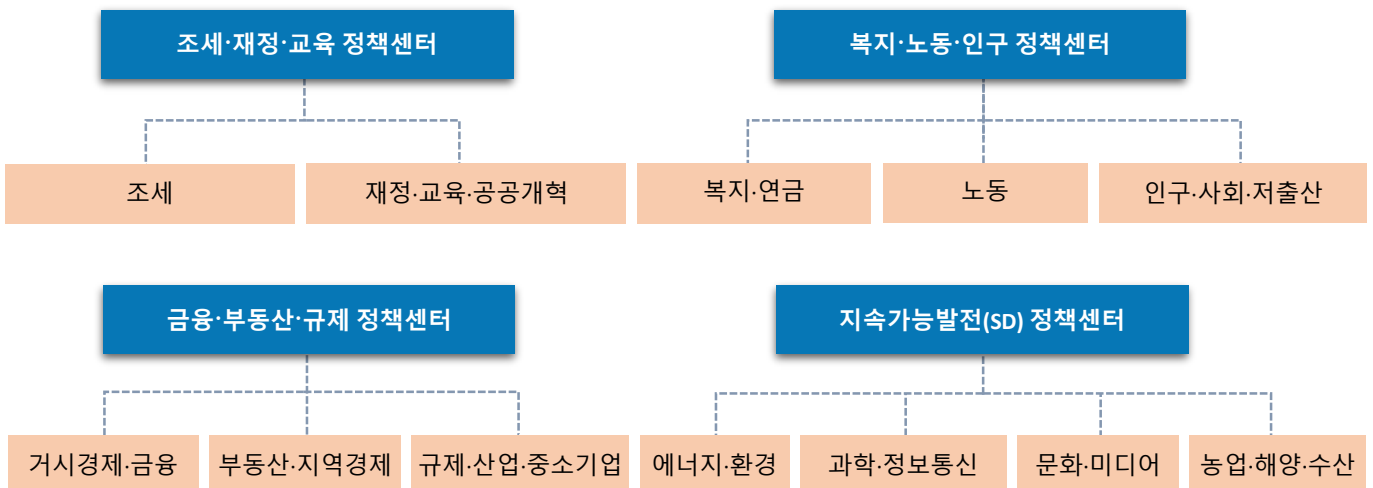 조세·재정·교육 정책센터
조세
재정·교육·공공개혁
복지·노동·인구 정책센터
복지·연금
노동
인구·사회·저출산
금융·부동산·규제 정책센터
거시경제·금융
부동산·지역경제
규제·산업·중소기업
지속가능발전(SD) 정책센터
에너지·환경
과학·정보통신
문화·미디어
농업·해양·수산